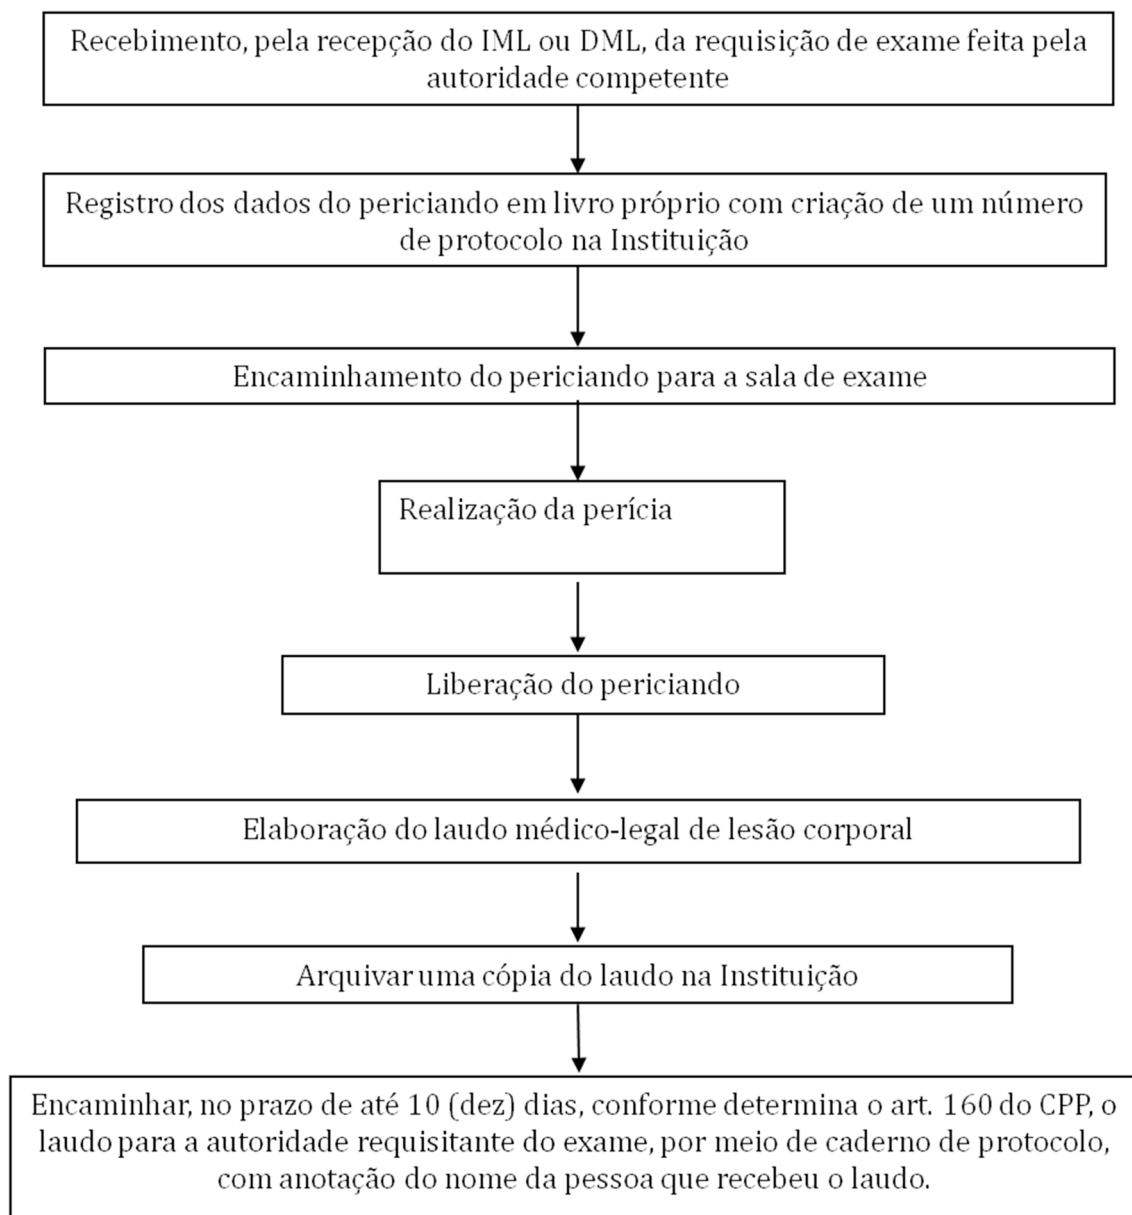 Recebimento, pela recepção do IML ou DML, da requisição de exame feita pela
autoridade competente
Registro dos dados do periciando em livro próprio com criação de um número
de protocolo na Instituição
Encaminhamento do periciando para a sala de exame
Realização da perícia
Liberação do periciando
Elaboração do laudo médico-legal de lesão corporal
Arquivar uma cópia do laudo na Instituição
Encaminhar, no prazo de até 10 (dez) dias, conforme determina o art. 160 do CPP, o
laudo para a autoridade requisitante do exame, por meio de caderno de protocolo,
com anotação do nome da pessoa que recebeu o laudo.